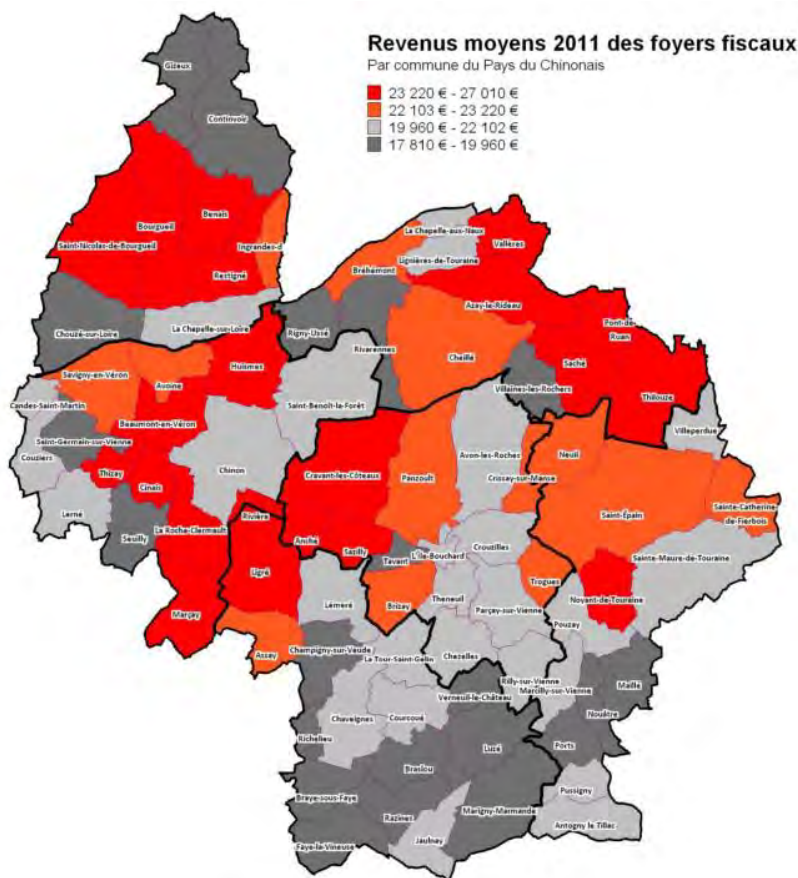 Revenus moyens 2011 des foyers fiscaux
Par commune du Pays du Chinonais
23 220 € - 27 010 €
22 103 € - 23 220 €
19 960 € - 22 102 €
17 810 € - 19 960 €
Gizeux
Continvoir
Benais
Bourgueil
Saint-Nicolas-de-Bourgueil
Ingrandes-d
Restigné
La Chapelle-aux-Naux
Vallères
Lignières-de-Touraine
Bréhémont
Azay-le-Rideau
Chouzé-sur-Loire
La Chapelle-sur-Loire
Rigny-Ussé
Pont-de-
Ruan
Rivarennes
Cheillé
Saché
Huismes
Savigny-en-Véron
Avoine
Villaines-les-Rochers
Thilouze
Candes-Saint-Martin
Saint-Benoît-la-Forêt
Beaumont-en-Véron
Villeperdue
Saint-Germain-sur-Vienne
Couziers
Thizay
Chinon
Avon-les-Roches
Neuil
Cinais
Cravant-les-Côteaux
Panzoult
Crissay-sur-Manse
Lerné
Saint-Épain
Sainte-Catherine
-de-Fierbois
Seuilly
La Roche-Clermault
Rivière
Anché
Sazilly
Tavant
L'Île-Bouchard
Crouzilles
Sainte-Maure-de-Touraine
Ligré
Trogues
Lémeré
Brizay
Theneuil
Noyant-de-Touraine
Marçay
Parçay-sur-Vienne
Pouzay
Assay
Champigny-sur-Veude
La Tour-Saint-Gelin
Chezelles
Rilly-sur-Vienne
Marcilly-sur-Vienne
Maillé
Verneuil-le-Château
Chaveignes
Courcoué
Nouâtre
Richelieu
Luzé
Ports
Braslou
Pussigny
Braye-sous-Faye
Razines
Marigny-Marmande
Antogny le Tillac
Jaulnay
Faye-la-Vineuse